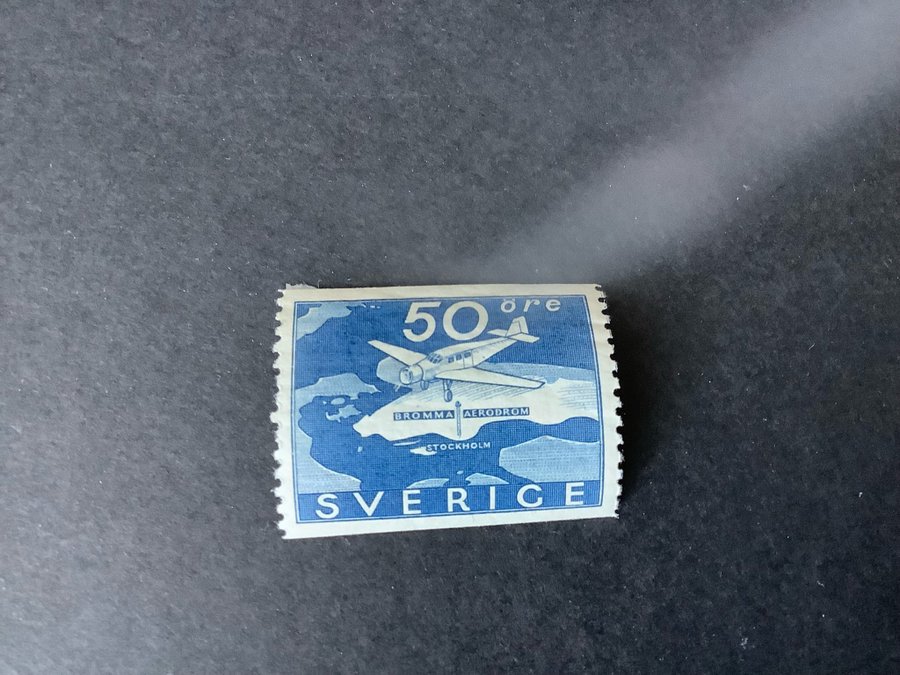 50 öre
BROMMA AERODROM
STOCKHOLM
SVERIGE